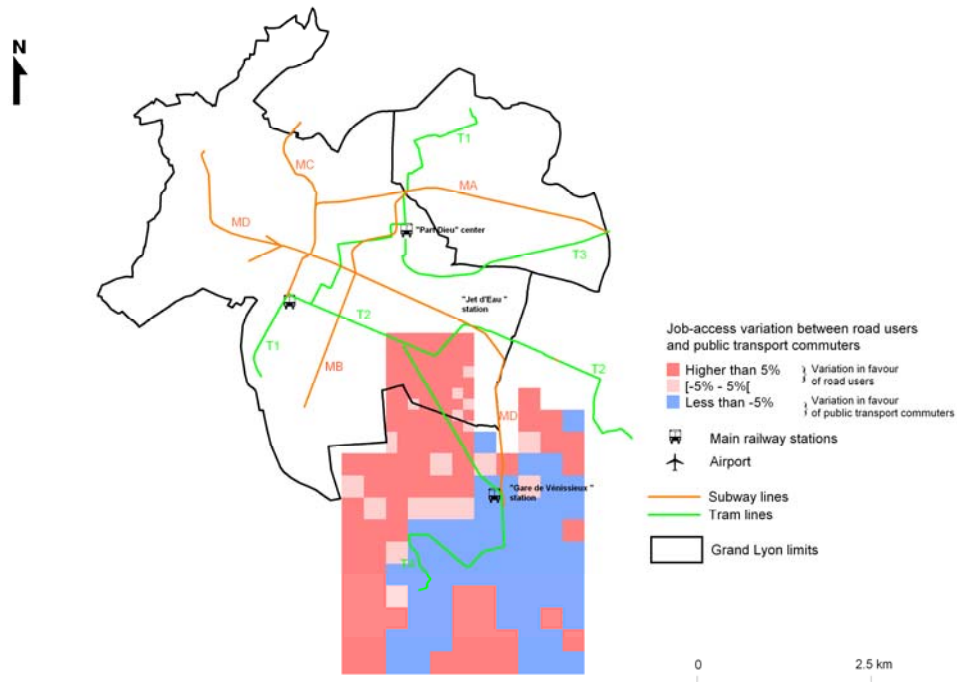 N
T1
MC
MA
MD
"Part Dieu" center
T3
"Jet d'Eau "
station
T2
T1
MB
T2
MD
"Gare de Vénissieux "
station
T4
Job-access variation between road users
and public transport commuters
Higher than 5%
Variation in favour
of road users
[-5% - 5%[
Less than -5%
Variation in favour
of public transport commuters
Main railway stations
Airport
Subway lines
Tram lines
Grand Lyon limits
0
2.5 km